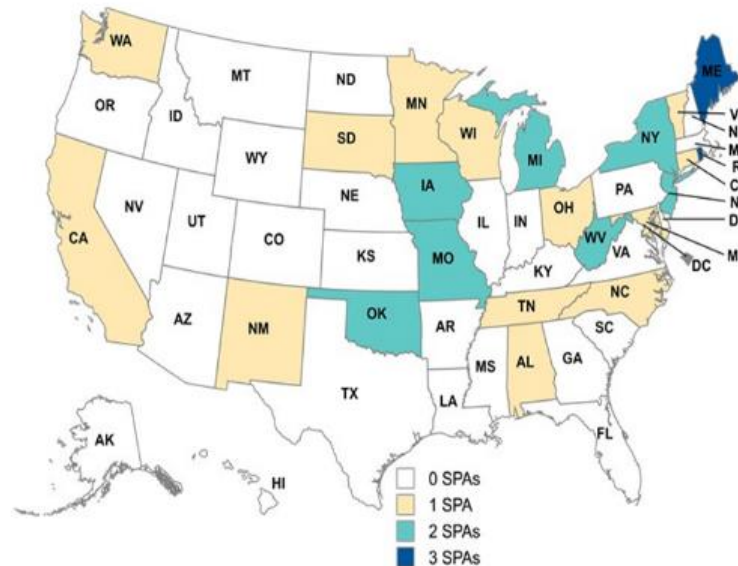 WA
ME
MT
ND
MN
OR
V
ID
N
SD
WI
NY
M
WY
MI
R
C
IA
PA
N
NE
NV
OH
D
IL
IN
UT
WV
CA
CO
VA
M
KS
MO
DC
KY
NC
TN
OK
AZ
NM
AR
SC
MS
AL
GA
TX
LA
FL
AK
HI
0 SPAs
1 SPA
2 SPAs
3 SPAs